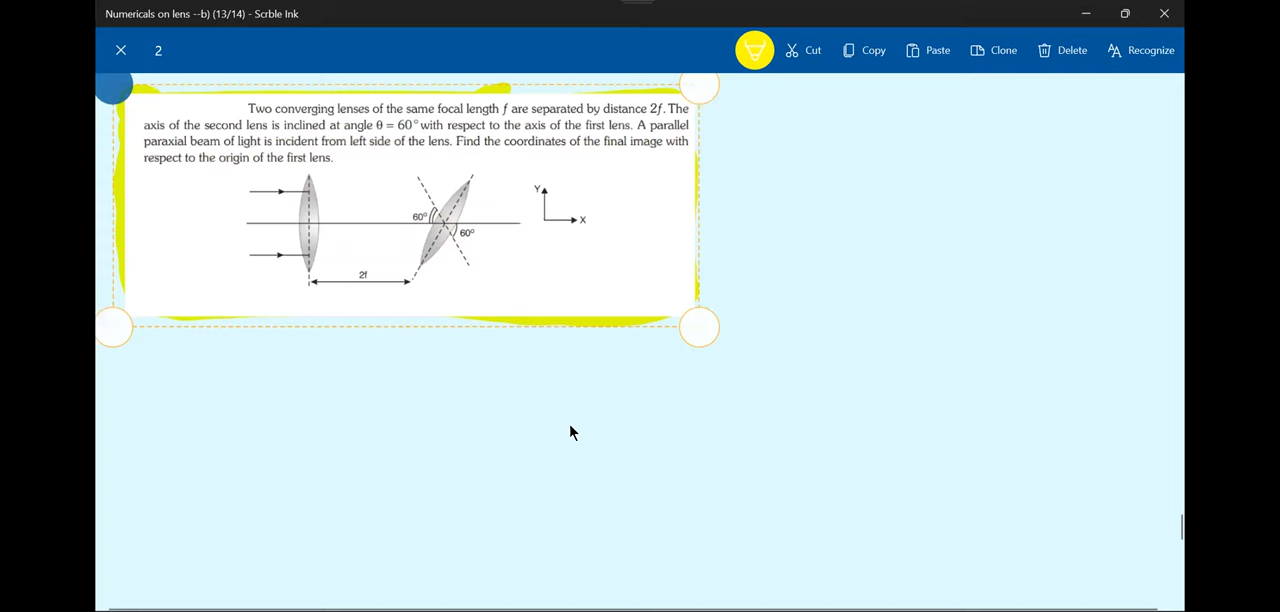 Numericals on lens --b) (13/14) - Scrble Ink
2 Cut Copy Paste Clone Delete Recognize
Two converging lenses of the same focal length f are separated by distance 2f. The
axis of the second lens is inclined at angle θ = 60° with respect to the axis of the first lens. A parallel
paraxial beam of light is incident from left side of the lens. Find the coordinates of the final image with
respect to the origin of the first lens.
Y
60°
X
60°
2f